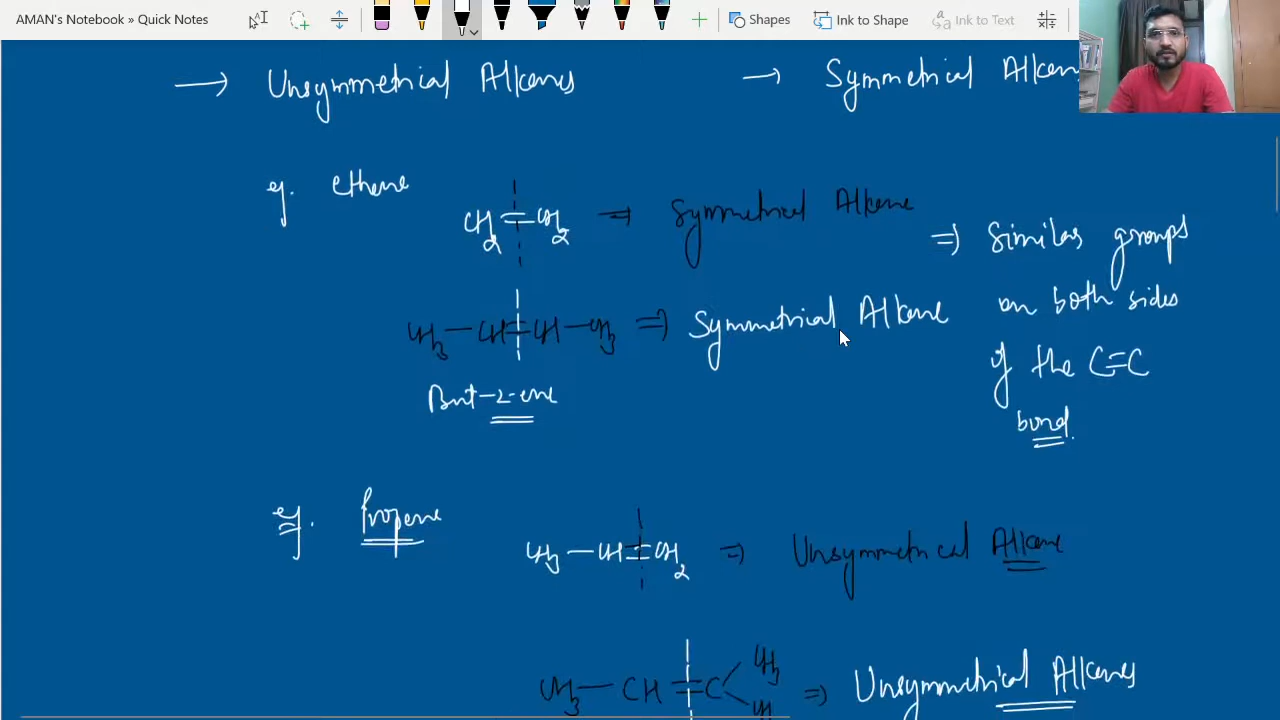 AMAN's Notebook » Quick Notes
Shapes
Ink to Shape
Ink to Text
→ Unsymmetrical Alkenes
→ Symmetrical Alken
eg. ethene
CH2=CH2 ⇒ Symmetrical Alkene
⇒ Similar groups
on both sides
of the C=C
bond.
CH3—CH=CH—CH3 ⇒ Symmetrical Alkene
But-2-ene
eg. Propene
CH3—CH=CH2 ⇒ Unsymmetrical Alkene
CH3—CH=C CH3 ⇒ Unsymmetrical Alkenes